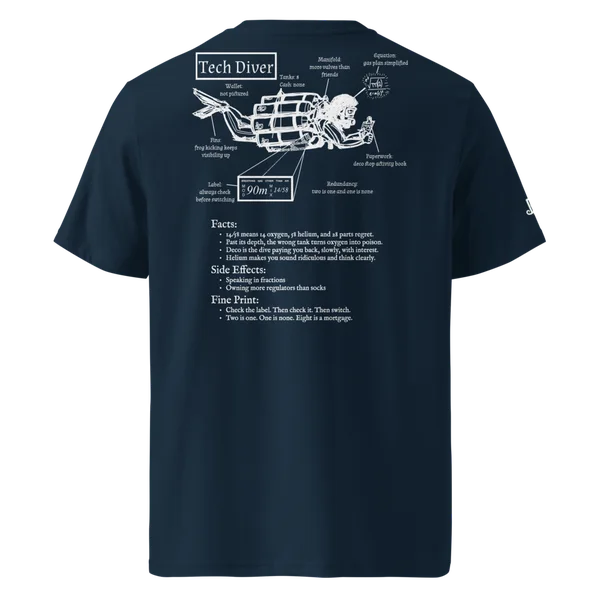 Tech Diver
Wallet:
not pictured
Tanks: 8
Cash: none
Manifold:
more valves than
friends
Equation:
gas plan simplified
Fins:
frog kicking keeps
visibility up
Paperwork:
deco stop activity book
Label:
always check
before switching
90m
14/58
Redundancy:
two is one and one is none
Facts:
• 14/58 means 14 oxygen, 58 helium, and 28 parts regret.
• Past its depth, the wrong tank turns oxygen into poison.
• Deco is the dive paying you back, slowly, with interest.
• Helium makes you sound ridiculous and think clearly.
Side Effects:
• Speaking in fractions
• Owning more regulators than socks
Fine Print:
• Check the label. Then check it. Then switch.
• Two is one. One is none. Eight is a mortgage.